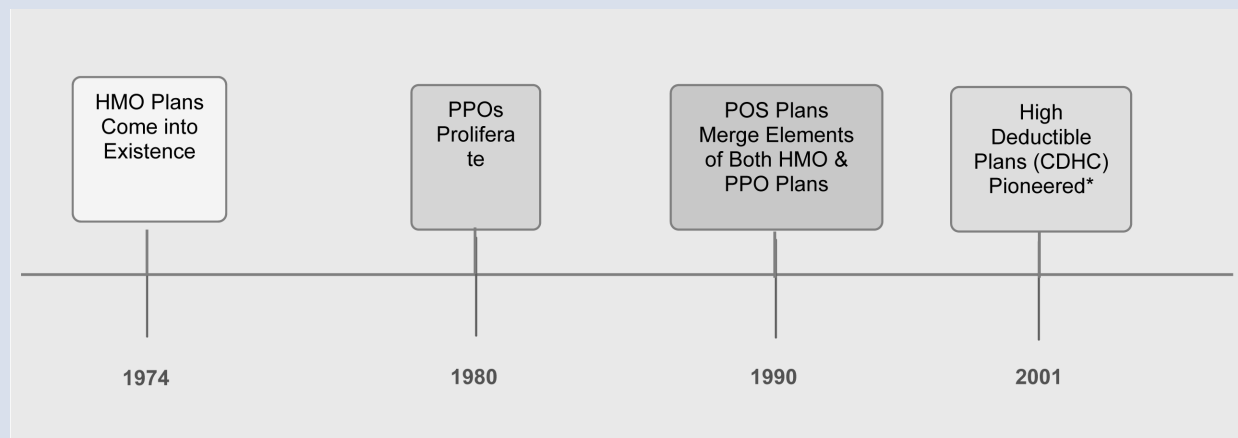 HMO Plans
Come into
Existence
PPOs
Prolifera
te
POS Plans
Merge Elements
of Both HMO &
PPO Plans
High
Deductible
Plans (CDHC)
Pioneered*
1974
1980
1990
2001